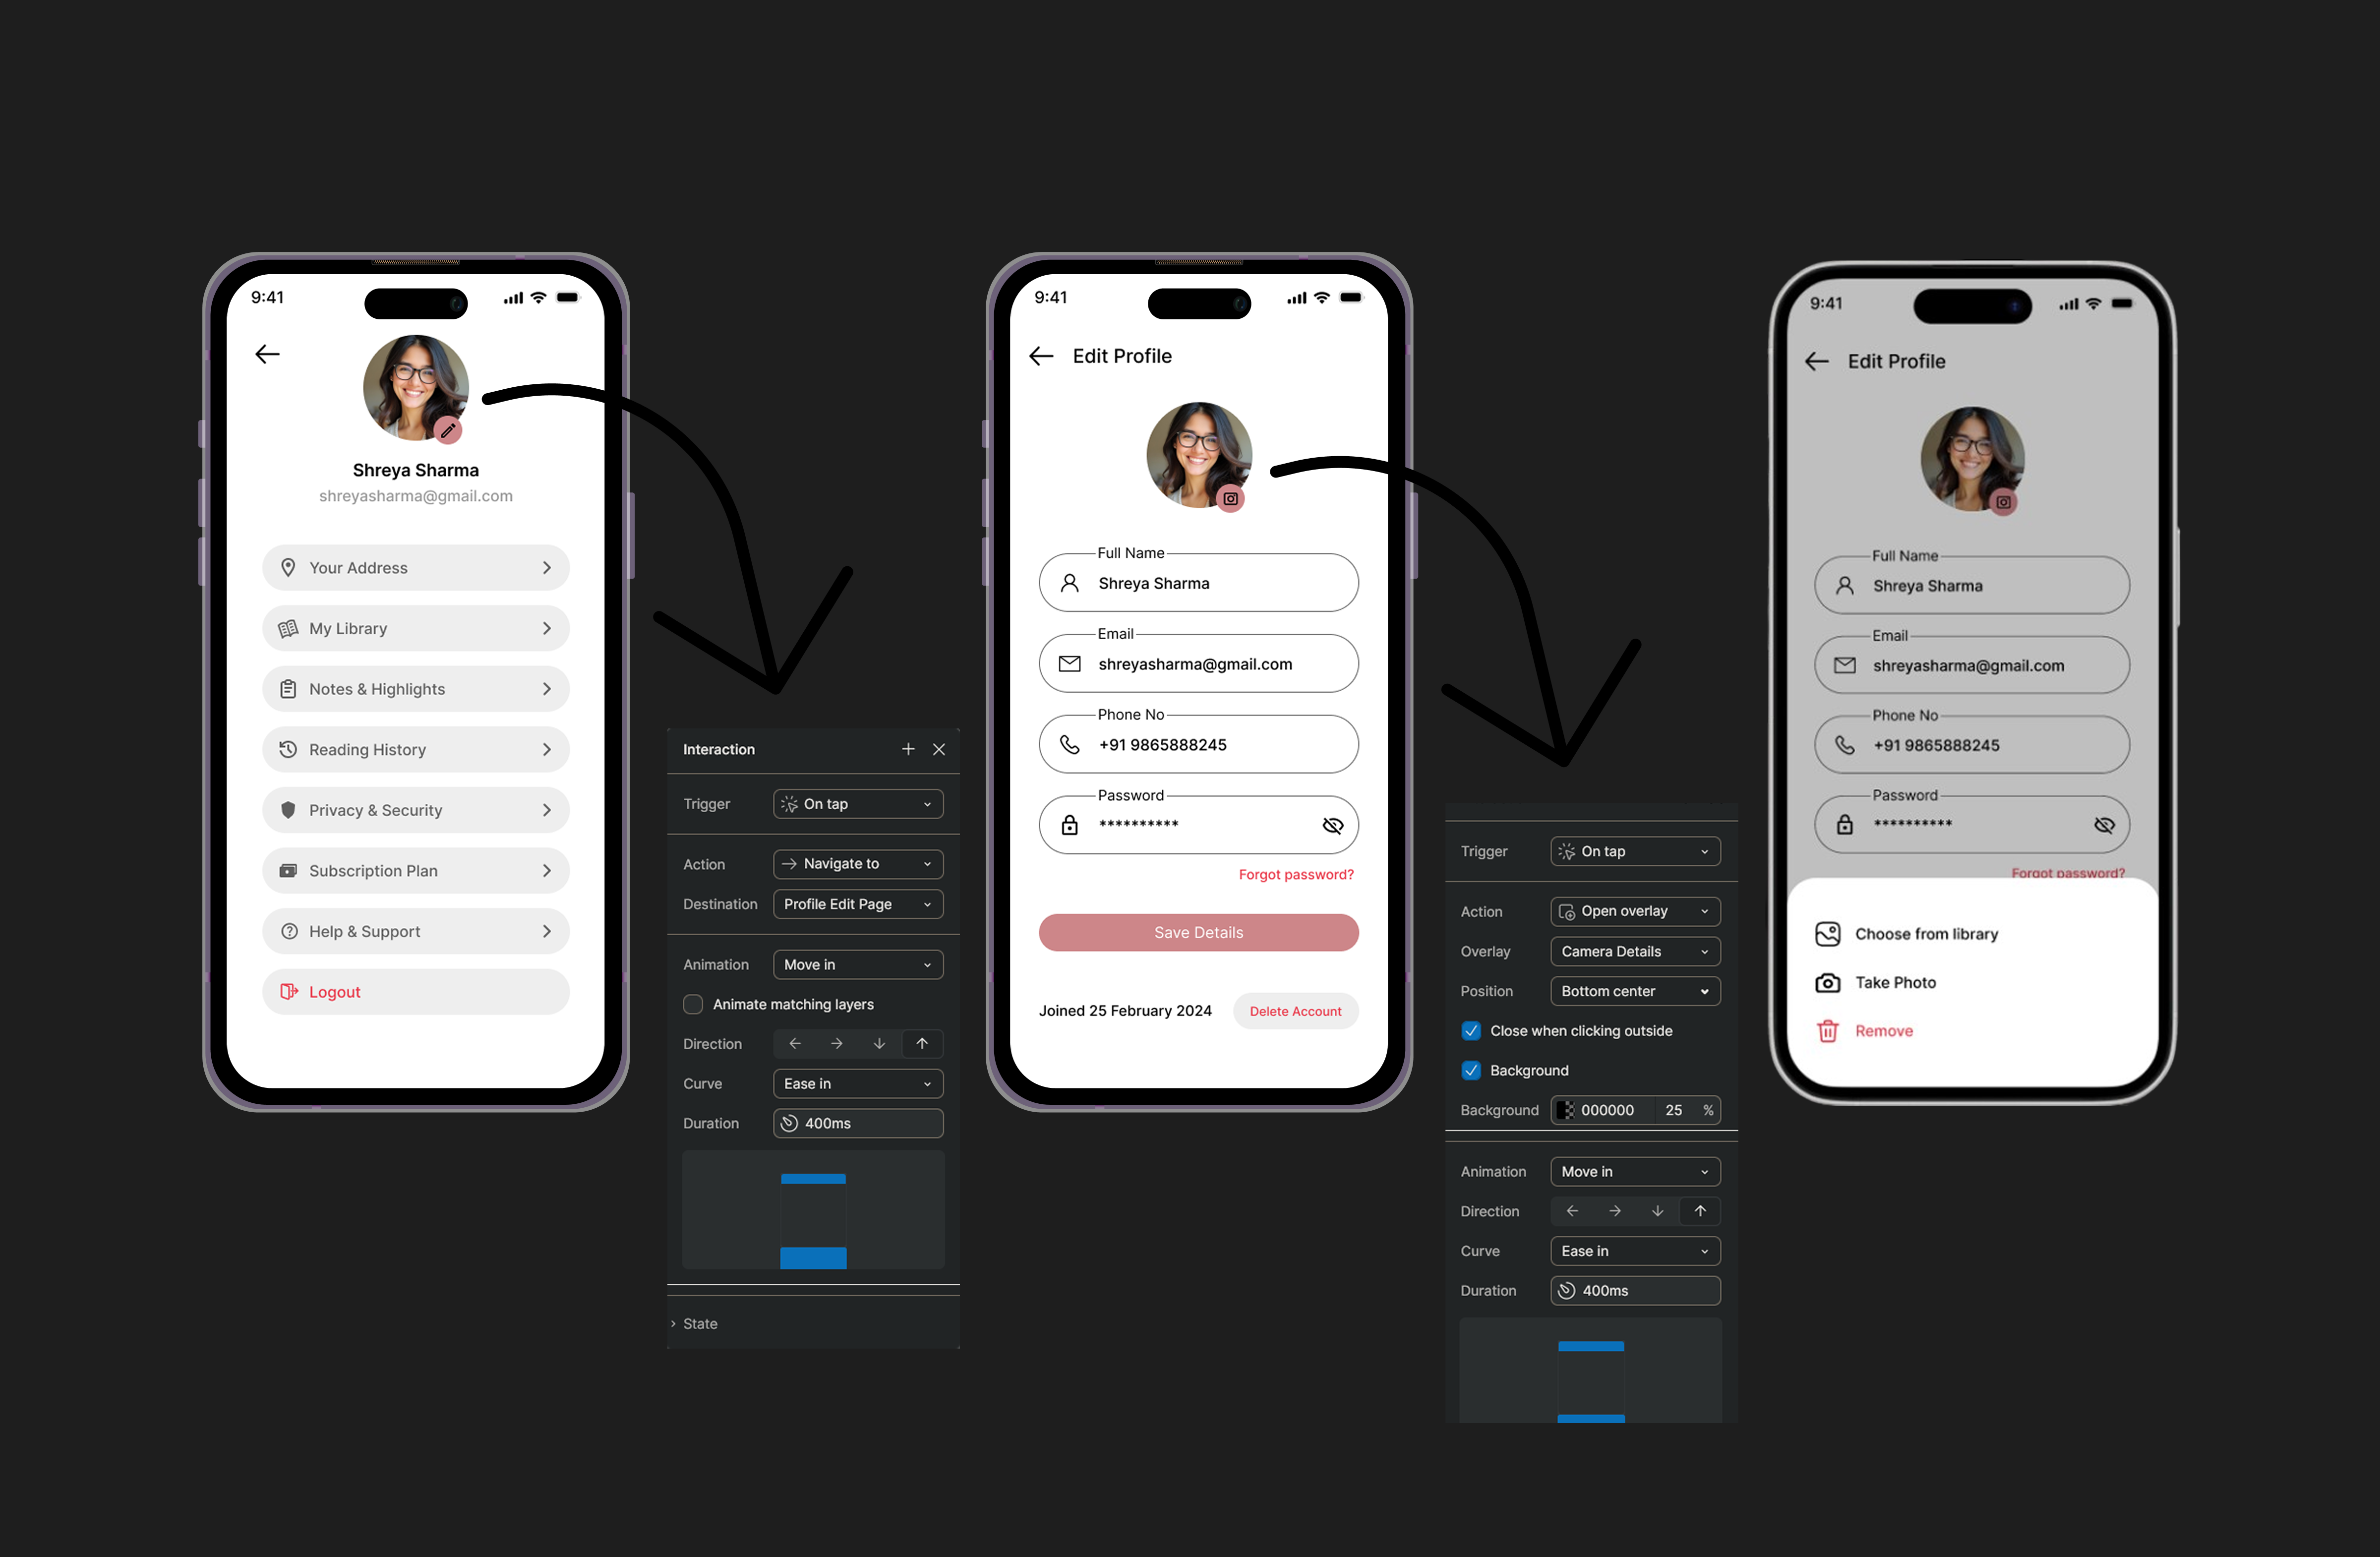 9:41
Shreya Sharma
shreyasharma@gmail.com
Your Address
My Library
Notes & Highlights
Reading History
Privacy & Security
Subscription Plan
Help & Support
Logout
Interaction
Trigger On tap
Action Navigate to
Destination Profile Edit Page
Animation Move in
Animate matching layers
Direction
Curve Ease in
Duration 400ms
State
9:41
Edit Profile
Full Name
Shreya Sharma
Email
shreyasharma@gmail.com
Phone No
+91 9865888245
Password
**********
Forgot password?
Save Details
Joined 25 February 2024 Delete Account
Trigger On tap
Action Open overlay
Overlay Camera Details
Position Bottom center
Close when clicking outside
Background
Background 000000 25 %
Animation Move in
Direction
Curve Ease in
Duration 400ms
9:41
Edit Profile
Full Name
Shreya Sharma
Email
shreyasharma@gmail.com
Phone No
+91 9865888245
Password
**********
Forgot password?
Choose from library
Take Photo
Remove